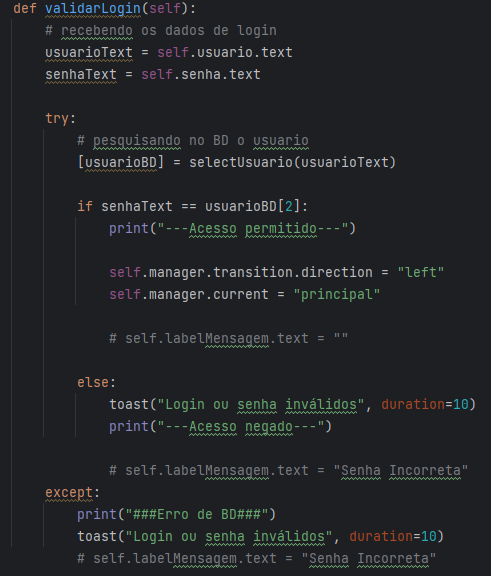 def validarLogin(self):
# recebendo os dados de login
usuarioText = self.usuario.text
senhaText = self.senha.text
try:
# pesquisando no BD o usuario
[usuarioBD] = selectUsuario(usuarioText)
if senhaText == usuarioBD[2]:
print("---Acesso permitido---")
self.manager.transition.direction = "left"
self.manager.current = "principal"
# self.labelMensagem.text = ""
else:
toast("Login ou senha inválidos", duration=10)
print("---Acesso negado---")
# self.labelMensagem.text = "Senha Incorreta"
except:
print("###Erro de BD###")
toast("Login ou senha inválidos", duration=10)
# self.labelMensagem.text = "Senha Incorreta"